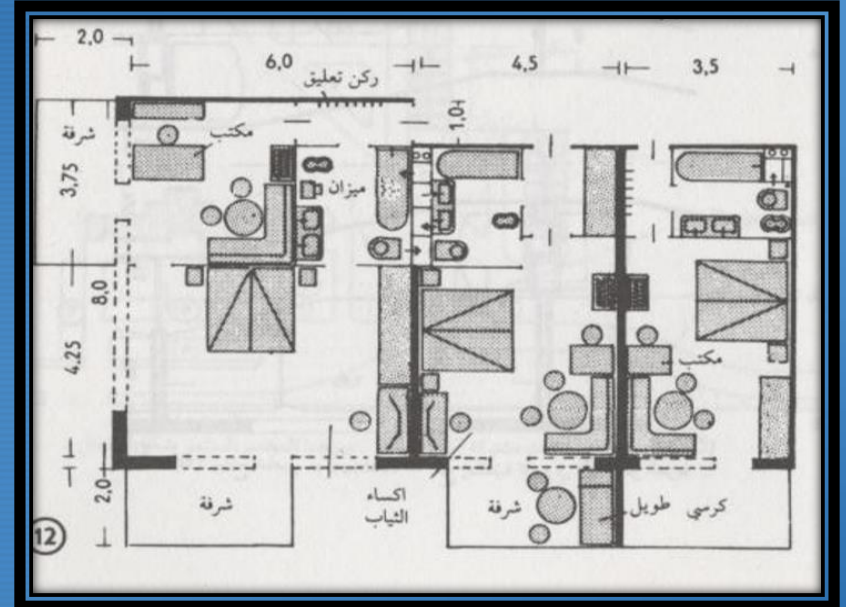 2,0
6,0
4,5
3,5
ركن تعليق
1,0
شرفة
مكتب
ميزان
3,75
8,0
4.25
مكتب
2,0
شرفة
اكساء
الثياب
شرفة
كرسي طويل
12